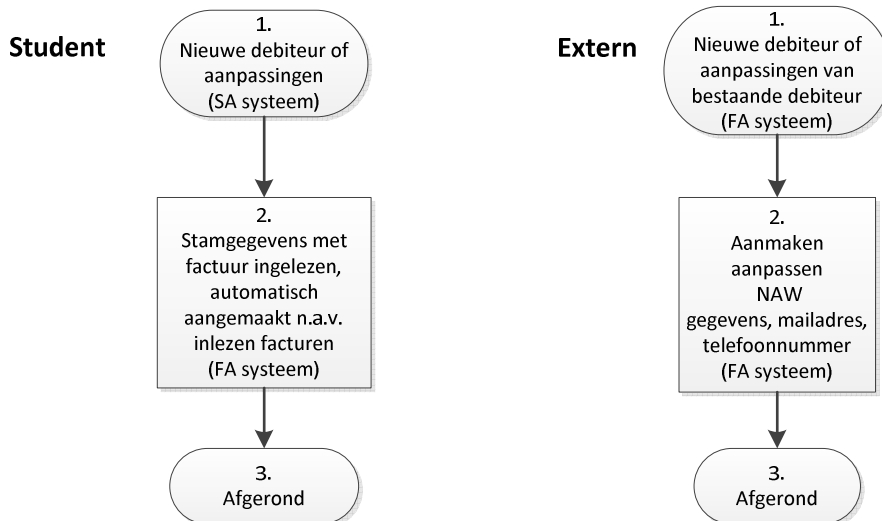 Student
1.
Nieuwe debiteur of
aanpassingen
(SA systeem)
2.
Stamgegevens met
factuur ingelezen,
automatisch
aangemaakt n.a.v.
inlezen facturen
(FA systeem)
3.
Afgerond
Extern
1.
Nieuwe debiteur of
aanpassingen van
bestaande debiteur
(FA systeem)
2.
Aanmaken
aanpassen
NAW
gegevens, mailadres,
telefoonnummer
(FA systeem)
3.
Afgerond